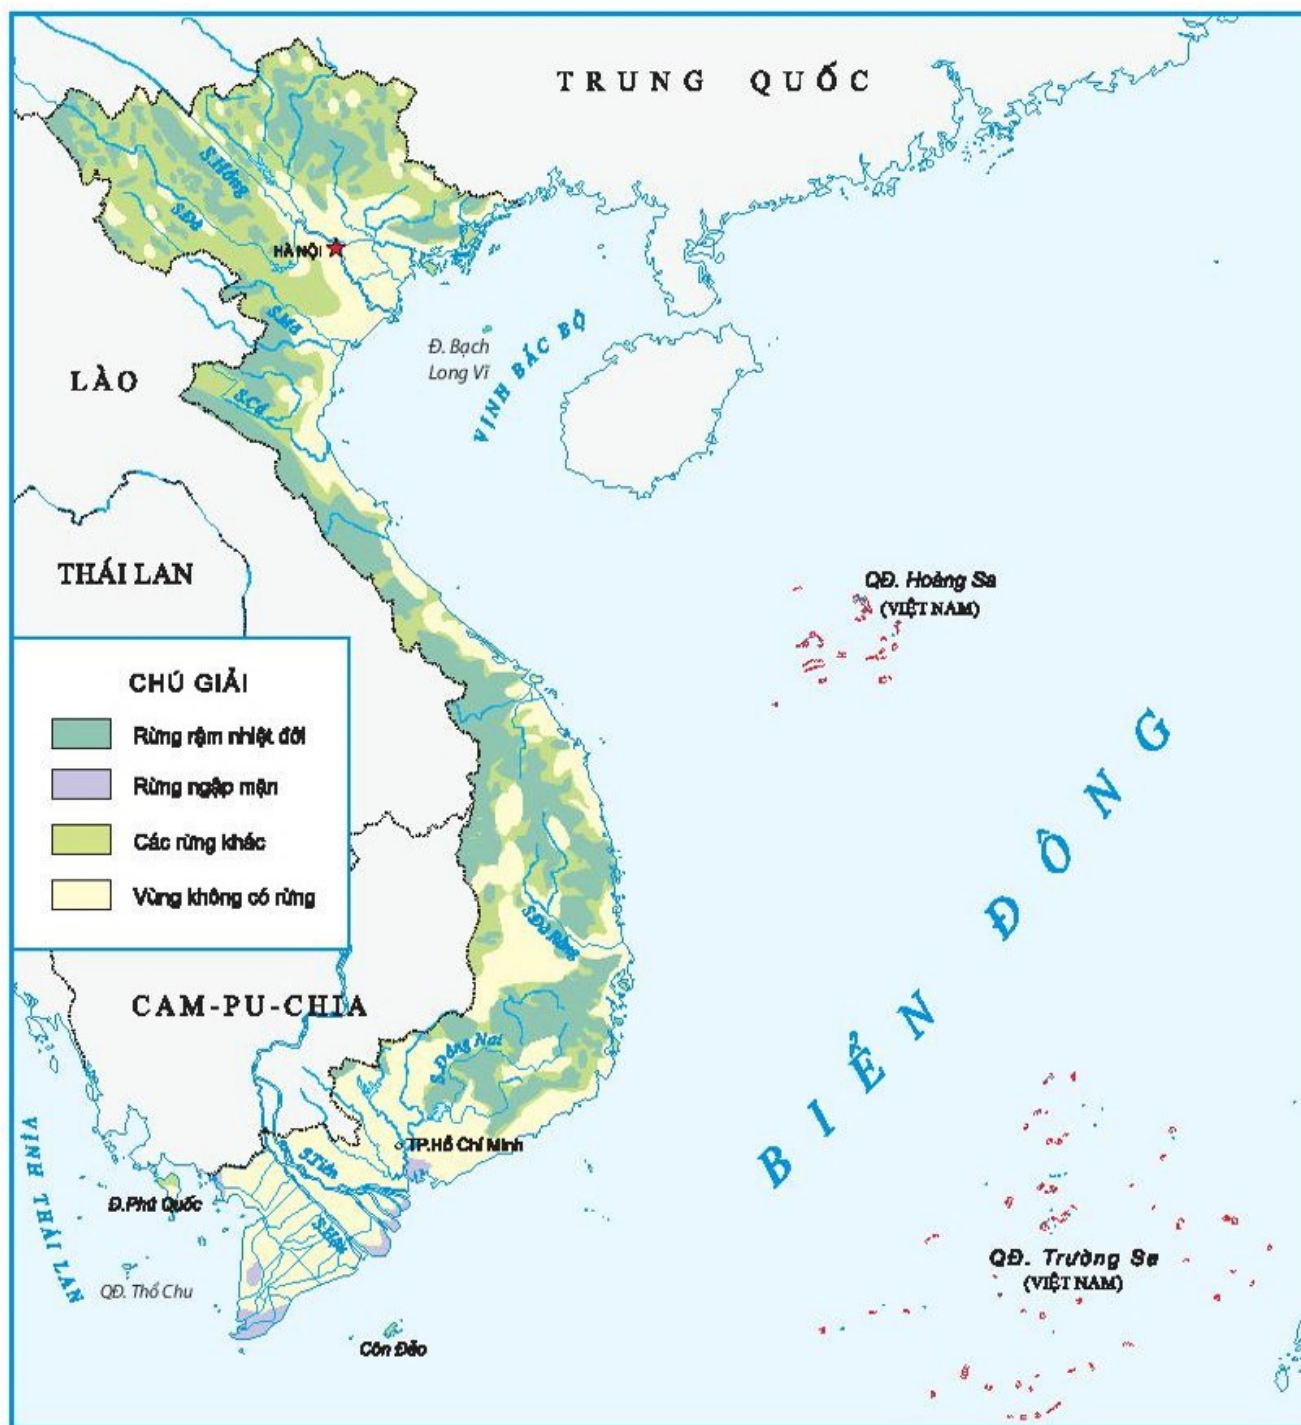 TRUNG QUỐC
S.Hồng
S.Đà
HÀ NỘI
S.Mã
Đ. Bạch
Long Vĩ
VỊNH BẮC BỘ
LÀO
S.Cả
THÁI LAN
QĐ. Hoàng Sa
(VIỆT NAM)
CHÚ GIẢI
Rừng rậm nhiệt đới
Rừng ngập mặn
Các rừng khác
Vùng không có rừng
BIỂN ĐÔNG
S.Đà Rằng
CAM-PU-CHIA
S.Đồng Nai
TP.Hồ Chí Minh
S.Tiền
VỊNH THÁI LAN
Đ.Phú Quốc
S.Hậu
QĐ. Trường Sa
(VIỆT NAM)
QĐ. Thổ Chu
Côn Đảo